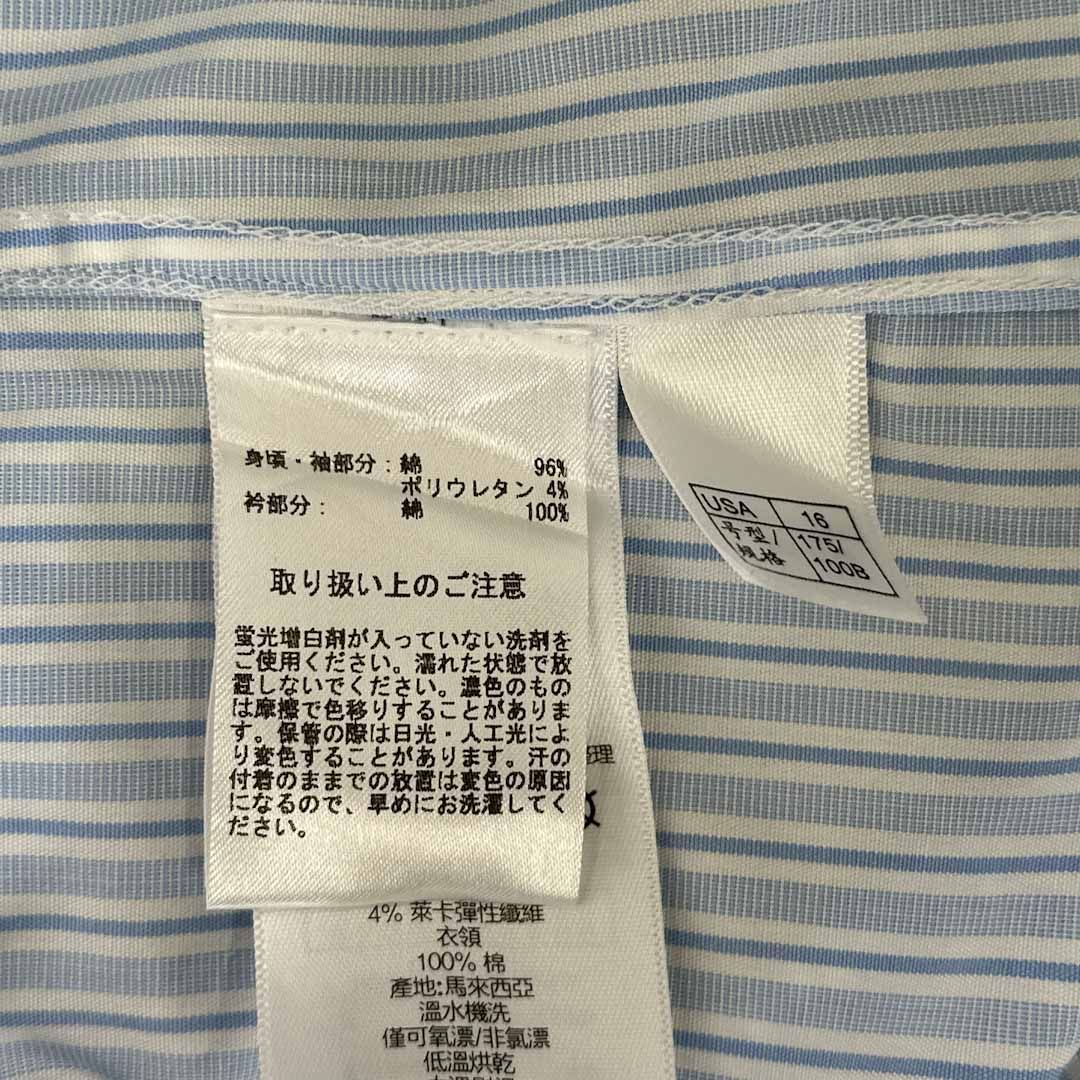 身頃・袖部分：綿 96%
ポリウレタン 4%
衿部分： 綿 100%
取り扱い上のご注意
蛍光増白剤が入っていない洗剤を
ご使用ください。濡れた状態で放
置しないでください。濃色のもの
は摩擦で色移りすることがありま
す。保管の際は日光・人工光によ
り変色することがあります。汗の
付着のままでの放置は変色の原因
になるので、早めにお洗濯してく
ださい。
USA 16
号型/ 175/
规格 100B
理
4% 萊卡彈性纖維
衣領
100% 棉
產地:馬來西亞
溫水機洗
僅可氧漂/非氯漂
低溫烘乾